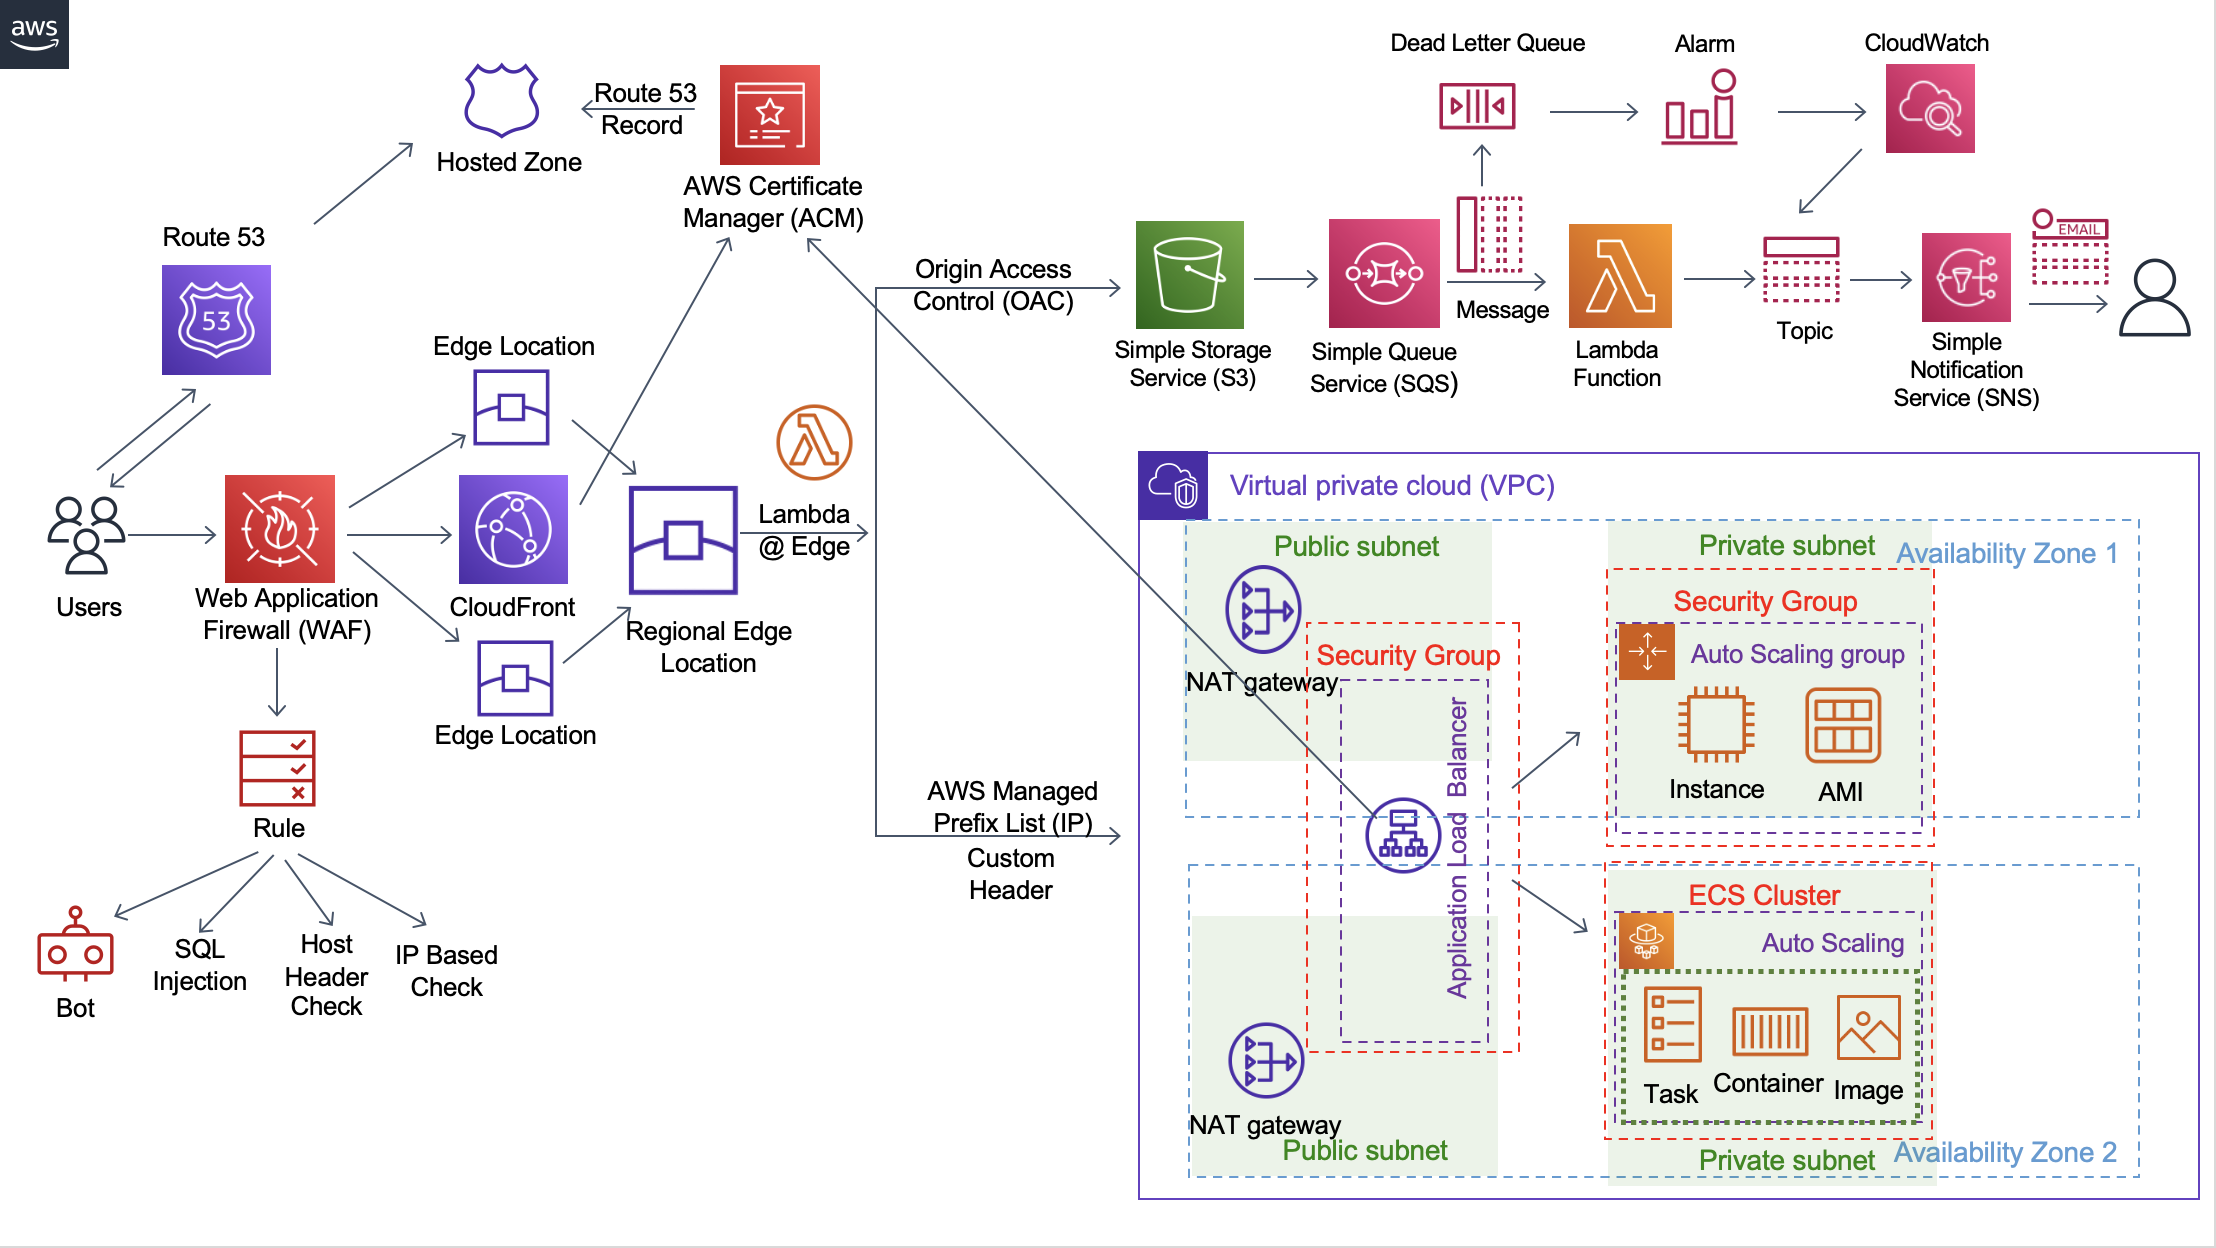 aws
Dead Letter Queue
Alarm
CloudWatch
Route 53
Record
Hosted Zone
AWS Certificate
Manager (ACM)
Route 53
53
Origin Access
Control (OAC)
EMAIL
Message
Topic
Simple Storage
Service (S3)
Simple Queue
Service (SQS)
Lambda
Function
Simple
Notification
Service (SNS)
Edge Location
Lambda
@ Edge
Users
Web Application
Firewall (WAF)
CloudFront
Regional Edge
Location
Edge Location
Rule
Bot
SQL
Injection
Host
Header
Check
IP Based
Check
AWS Managed
Prefix List (IP)
Custom
Header
Virtual private cloud (VPC)
Public subnet
Private subnet
Availability Zone 1
Security Group
NAT gateway
Security Group
Auto Scaling group
Instance
AMI
Application Load Balancer
ECS Cluster
Auto Scaling
Task
Container
Image
NAT gateway
Public subnet
Private subnet
Availability Zone 2